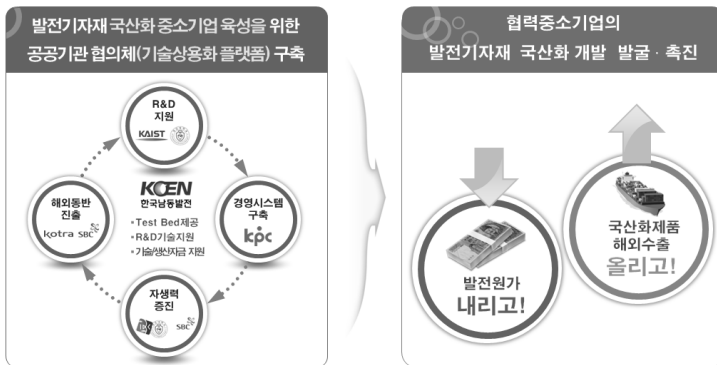 발전기자재 국산화 중소기업 육성을 위한
공공기관 협의체(기술상용화 플랫폼) 구축
R&D
지원
KAIST
해외동반
진출
kotra SBC
KOEN
한국남동발전
▪Test Bed제공
▪R&D기술지원
▪기술/생산자금 지원
경영시스템
구축
kpc
자생력
증진
SBC
협력중소기업의
발전기자재 국산화 개발 발굴 · 촉진
발전원가
내리고!
국산화제품
해외수출
올리고!